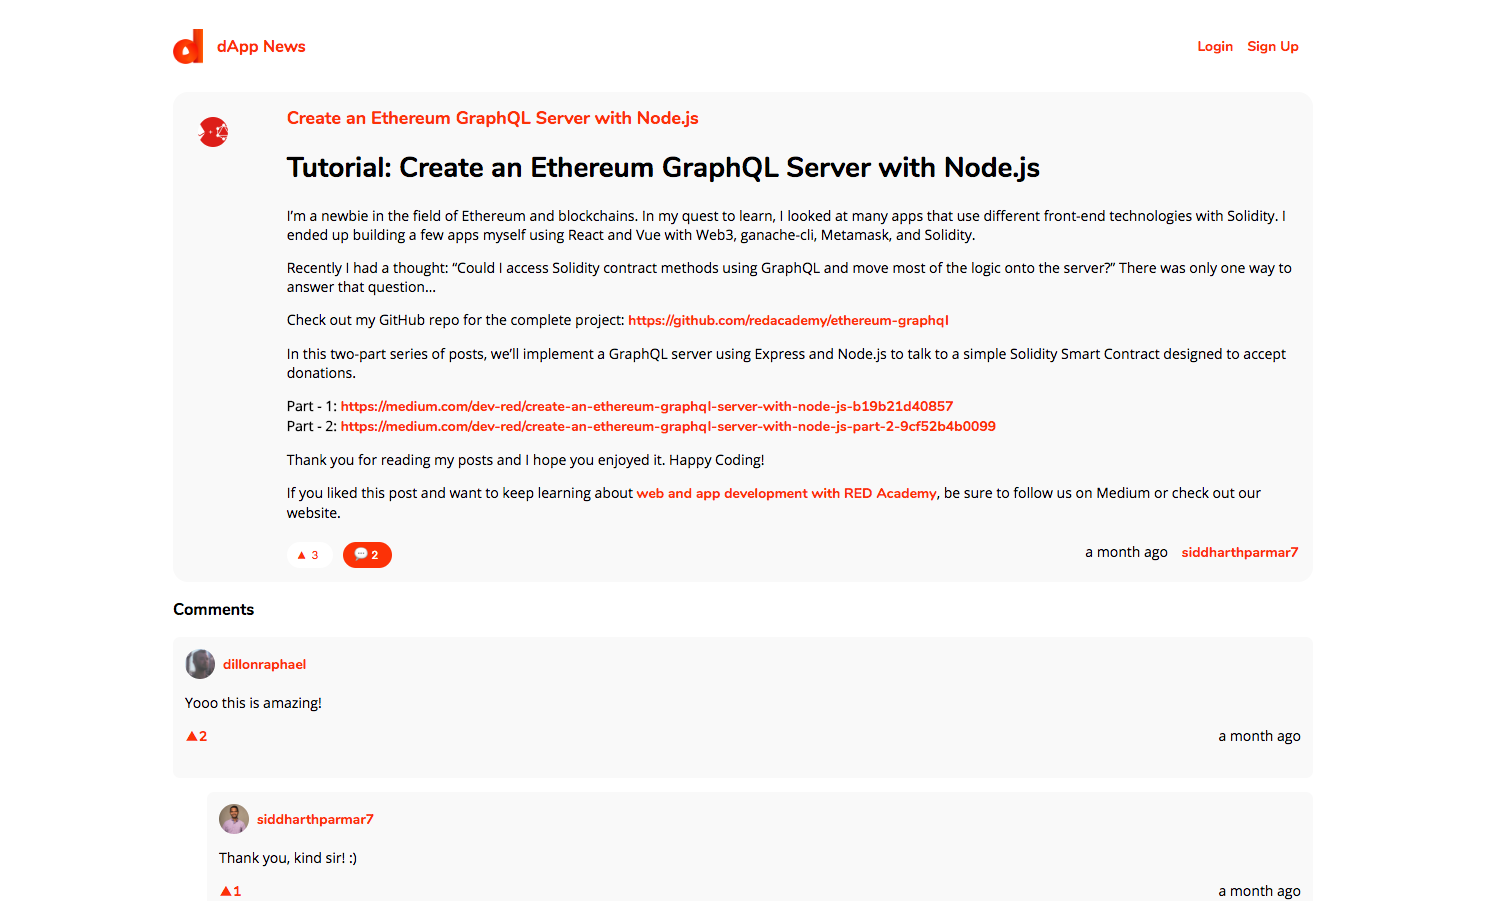 dApp News
Login Sign Up
Create an Ethereum GraphQL Server with Node.js
Tutorial: Create an Ethereum GraphQL Server with Node.js
I’m a newbie in the field of Ethereum and blockchains. In my quest to learn, I looked at many apps that use different front-end technologies with Solidity. I
ended up building a few apps myself using React and Vue with Web3, ganache-cli, Metamask, and Solidity.
Recently I had a thought: “Could I access Solidity contract methods using GraphQL and move most of the logic onto the server?” There was only one way to
answer that question…
Check out my GitHub repo for the complete project: https://github.com/redacademy/ethereum-graphql
In this two-part series of posts, we’ll implement a GraphQL server using Express and Node.js to talk to a simple Solidity Smart Contract designed to accept
donations.
Part - 1: https://medium.com/dev-red/create-an-ethereum-graphql-server-with-node-js-b19b21d40857
Part - 2: https://medium.com/dev-red/create-an-ethereum-graphql-server-with-node-js-part-2-9cf52b4b0099
Thank you for reading my posts and I hope you enjoyed it. Happy Coding!
If you liked this post and want to keep learning about web and app development with RED Academy, be sure to follow us on Medium or check out our
website.
▲ 3 💬 2 a month ago siddharthparmar7
Comments
dillonraphael
Yooo this is amazing!
▲2 a month ago
siddharthparmar7
Thank you, kind sir! :)
▲1 a month ago